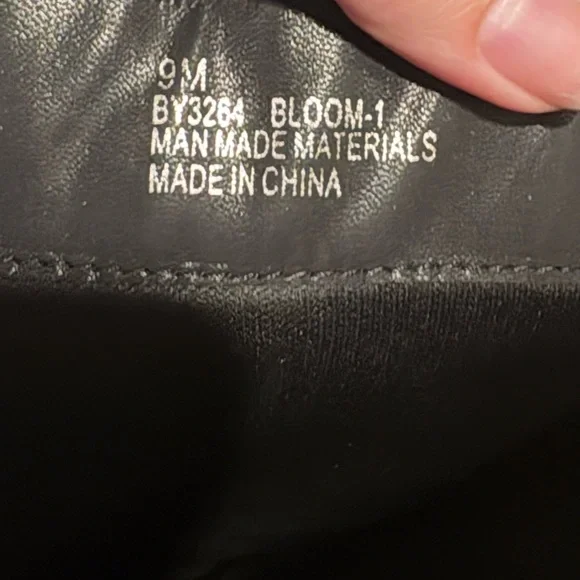 9M
BY3264 BLOOM-1
MAN MADE MATERIALS
MADE IN CHINA